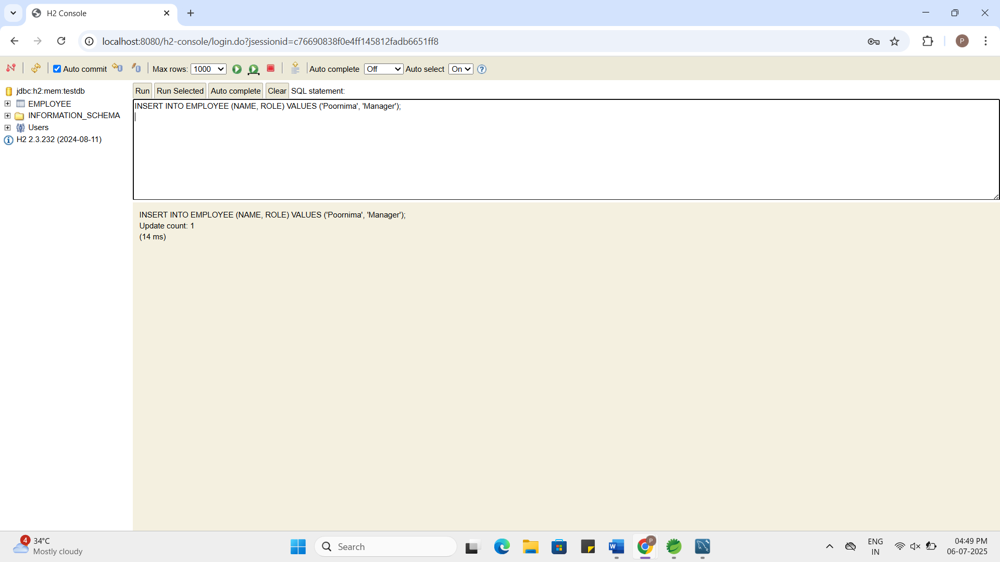 H2 Console
localhost:8080/h2-console/login.do?jsessionid=c76690838f0e4ff145812fadb6651ff8
P
Auto commit Max rows: 1000 Auto complete Off Auto select On
jdbc:h2:mem:testdb
EMPLOYEE
INFORMATION_SCHEMA
Users
H2 2.3.232 (2024-08-11)
Run Run Selected Auto complete Clear SQL statement:
INSERT INTO EMPLOYEE (NAME, ROLE) VALUES ('Poornima', 'Manager');
INSERT INTO EMPLOYEE (NAME, ROLE) VALUES ('Poornima', 'Manager');
Update count: 1
(14 ms)
4
34°C
Mostly cloudy
Search
W
P
ENG
IN
04:49 PM
06-07-2025